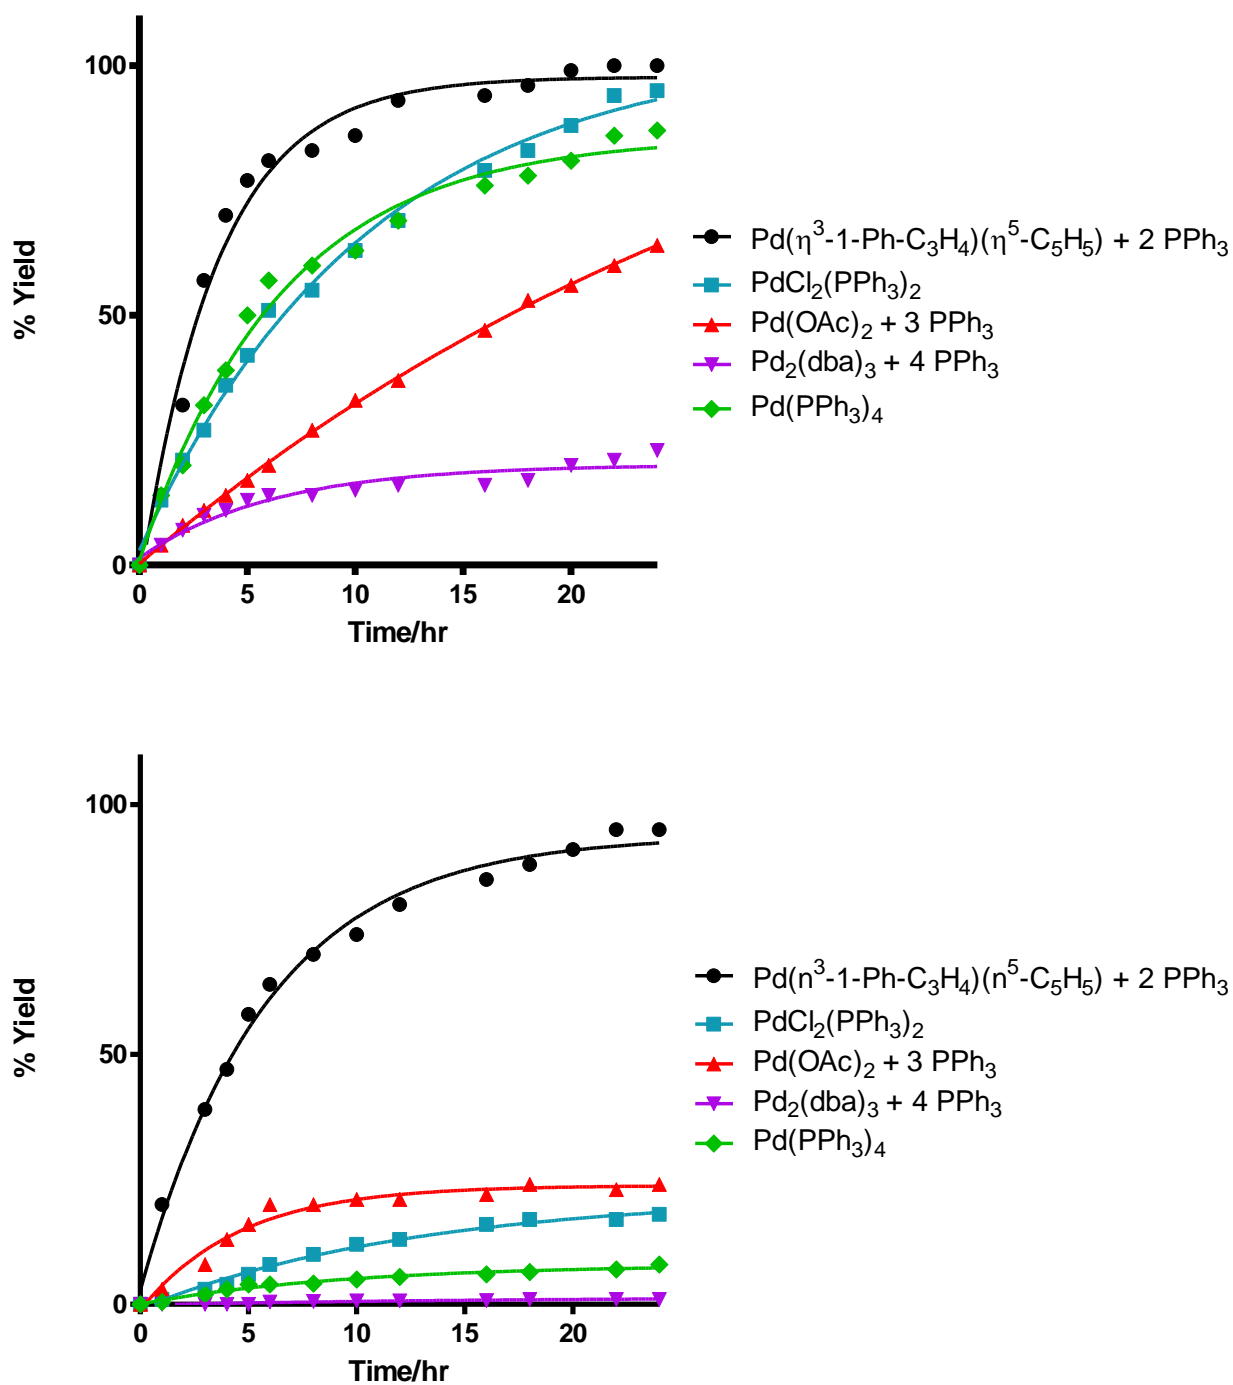 % Yield
100
50
0
0 5 10 15 20
Time/hr
Pd(η³-1-Ph-C₃H₄)(η⁵-C₅H₅) + 2 PPh₃
PdCl₂(PPh₃)₂
Pd(OAc)₂ + 3 PPh₃
Pd₂(dba)₃ + 4 PPh₃
Pd(PPh₃)₄
% Yield
100
50
0
0 5 10 15 20
Time/hr
Pd(n³-1-Ph-C₃H₄)(n⁵-C₅H₅) + 2 PPh₃
PdCl₂(PPh₃)₂
Pd(OAc)₂ + 3 PPh₃
Pd₂(dba)₃ + 4 PPh₃
Pd(PPh₃)₄